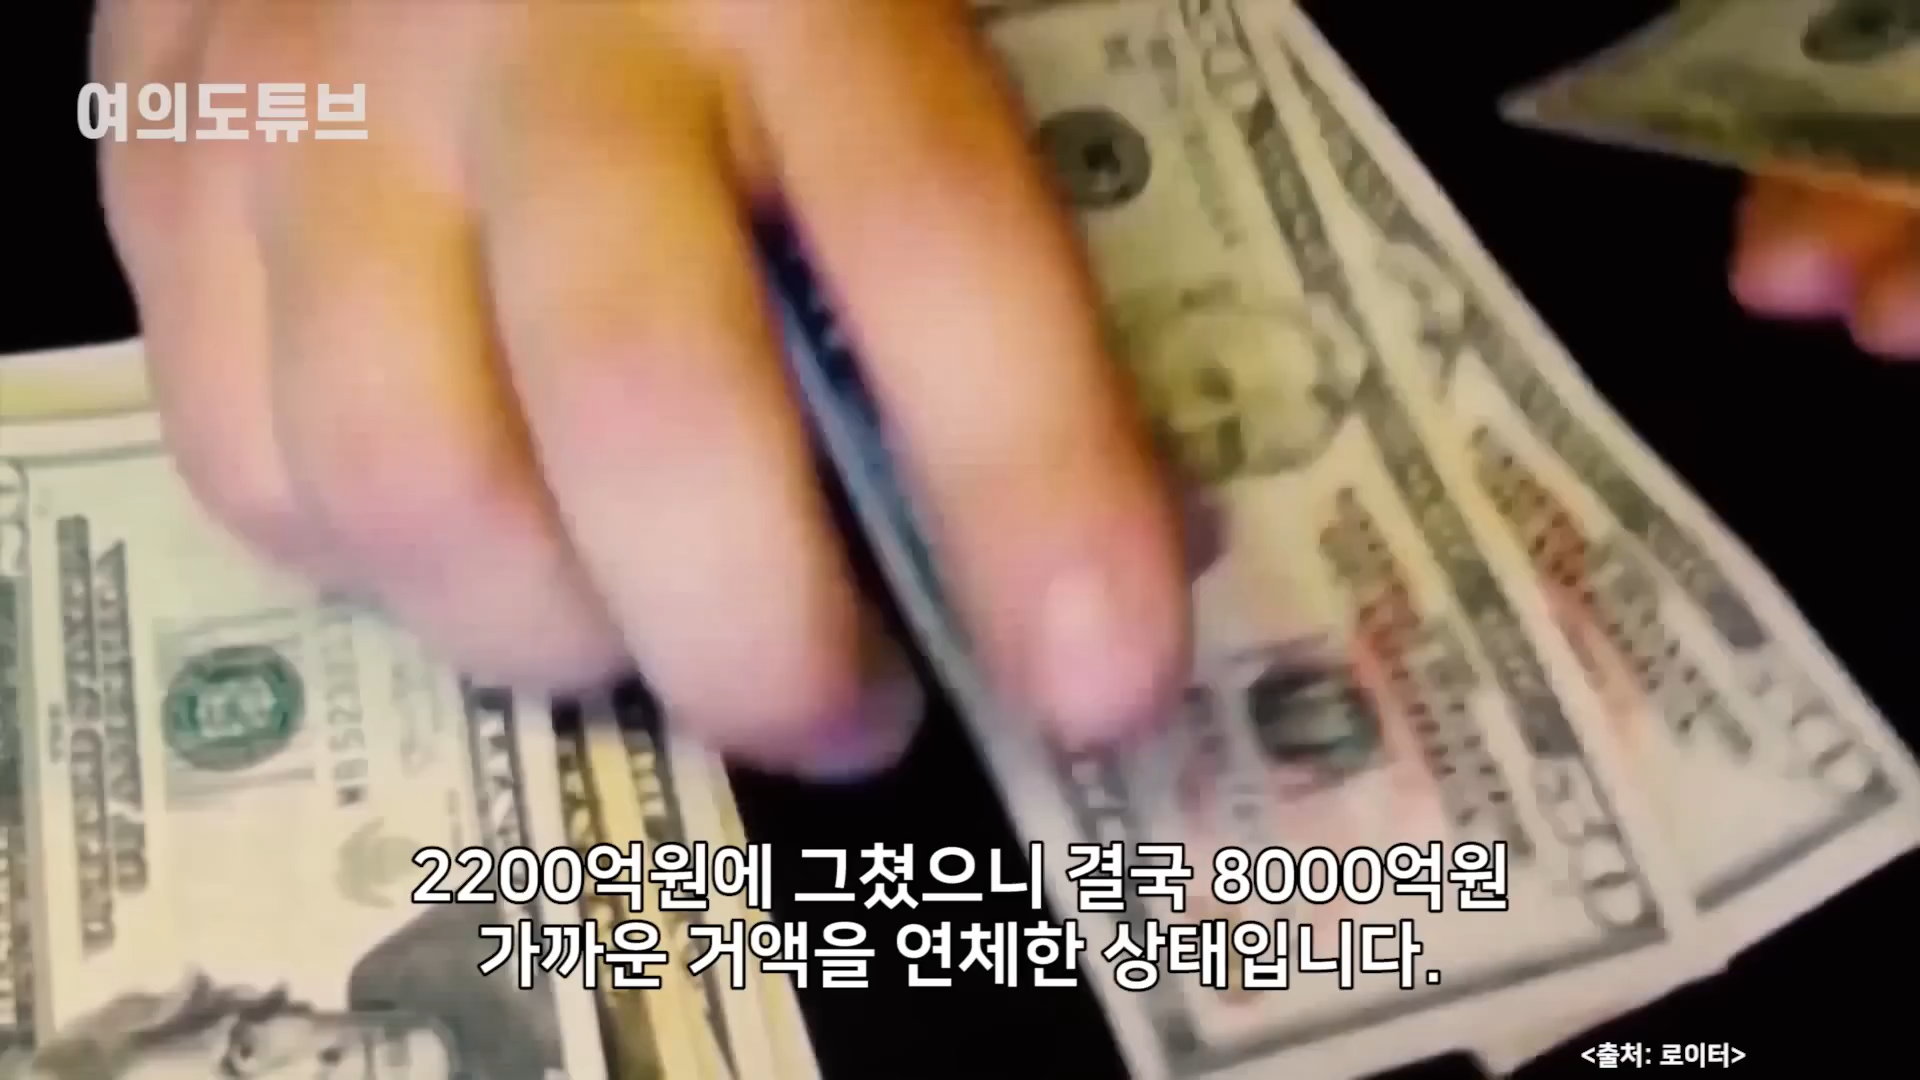 여의도튜브
2200억원에 그쳤으니 결국 8000억원
가까운 거액을 연체한 상태입니다.
<출처: 로이터>